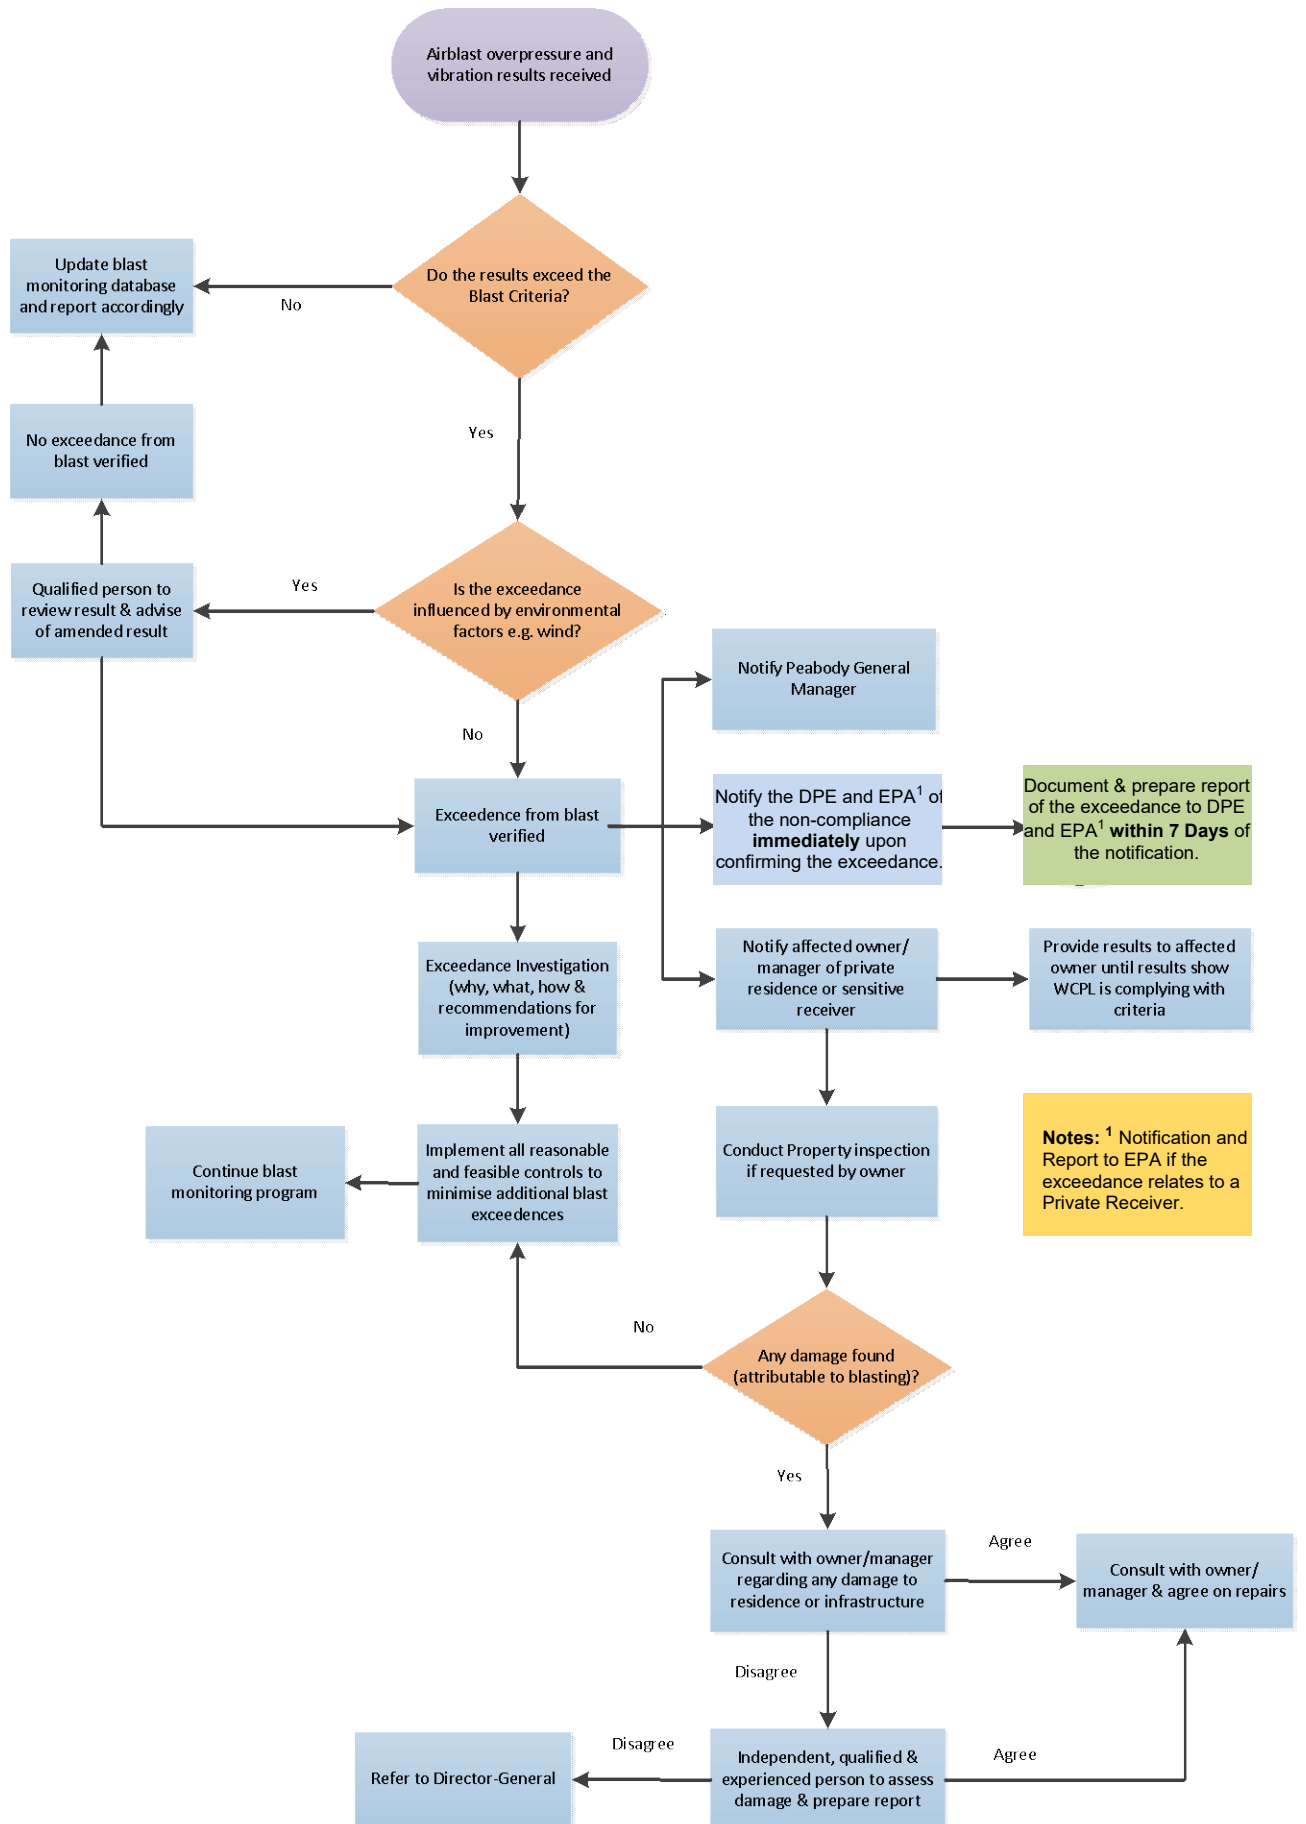 Airblast overpressure and
vibration results received
Do the results exceed the
Blast Criteria?
No
Update blast
monitoring database
and report accordingly
Yes
No exceedance from
blast verified
Is the exceedance
influenced by environmental
factors e.g. wind?
Yes
Qualified person to
review result & advise
of amended result
No
Notify Peabody General
Manager
Exceedence from blast
verified
Notify the DPE and EPA¹ of
the non-compliance
immediately upon
confirming the exceedance.
Document & prepare report
of the exceedance to DPE
and EPA¹ within 7 Days of
the notification.
Exceedance Investigation
(why, what, how &
recommendations for
improvement)
Notify affected owner/
manager of private
residence or sensitive
receiver
Provide results to affected
owner until results show
WCPL is complying with
criteria
Continue blast
monitoring program
Implement all reasonable
and feasible controls to
minimise additional blast
exceedences
Conduct Property inspection
if requested by owner
Notes: ¹ Notification and
Report to EPA if the
exceedance relates to a
Private Receiver.
No
Any damage found
(attributable to blasting)?
Yes
Consult with owner/manager
regarding any damage to
residence or infrastructure
Agree
Consult with owner/
manager & agree on repairs
Disagree
Independent, qualified &
experienced person to assess
damage & prepare report
Agree
Disagree
Refer to Director-General